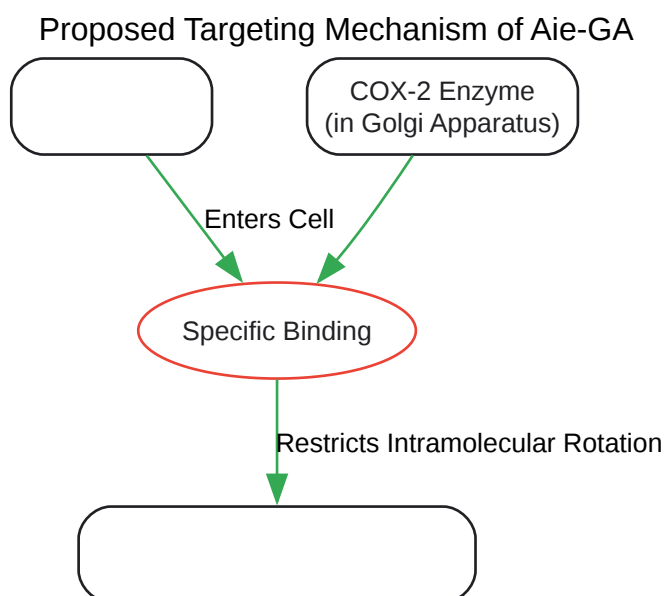 Proposed Targeting Mechanism of Aie-GA
COX-2 Enzyme
(in Golgi Apparatus)
Enters Cell
Specific Binding
Restricts Intramolecular Rotation